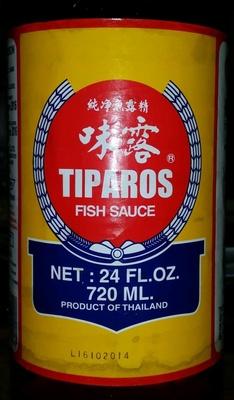 純净魚露精
味露
®
TIPAROS
FISH SAUCE
NET : 24 FL.OZ.
720 ML.
PRODUCT OF THAILAND
L16102014